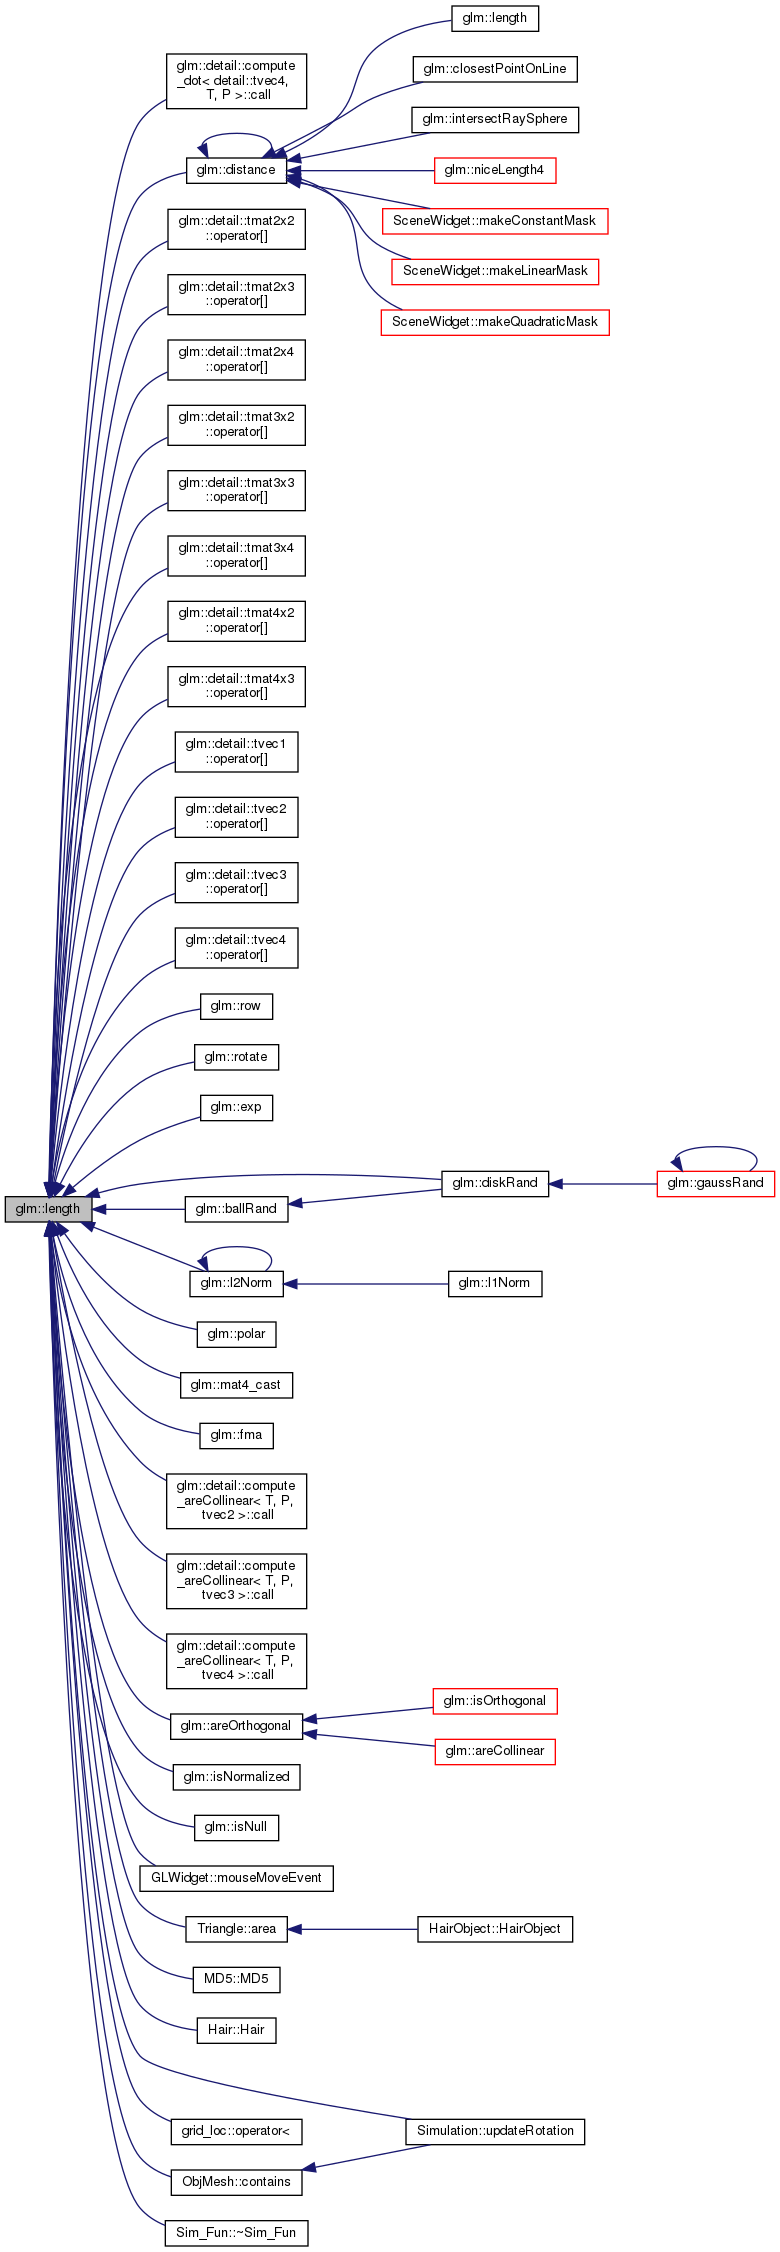 glm::length
glm::detail::compute
_dot< detail::tvec4,
T, P >::call
glm::closestPointOnLine
glm::intersectRaySphere
glm::distance
glm::niceLength4
glm::detail::tmat2x2
::operator[]
SceneWidget::makeConstantMask
SceneWidget::makeLinearMask
glm::detail::tmat2x3
::operator[]
SceneWidget::makeQuadraticMask
glm::detail::tmat2x4
::operator[]
glm::detail::tmat3x2
::operator[]
glm::detail::tmat3x3
::operator[]
glm::detail::tmat3x4
::operator[]
glm::detail::tmat4x2
::operator[]
glm::detail::tmat4x3
::operator[]
glm::detail::tvec1
::operator[]
glm::detail::tvec2
::operator[]
glm::detail::tvec3
::operator[]
glm::detail::tvec4
::operator[]
glm::row
glm::rotate
glm::exp
glm::diskRand
glm::gaussRand
glm::length
glm::ballRand
glm::l2Norm
glm::l1Norm
glm::polar
glm::mat4_cast
glm::fma
glm::detail::compute
_areCollinear< T, P,
tvec2 >::call
glm::detail::compute
_areCollinear< T, P,
tvec3 >::call
glm::detail::compute
_areCollinear< T, P,
tvec4 >::call
glm::isOrthogonal
glm::areOrthogonal
glm::areCollinear
glm::isNormalized
glm::isNull
GLWidget::mouseMoveEvent
Triangle::area
HairObject::HairObject
MD5::MD5
Hair::Hair
grid_loc::operator<
Simulation::updateRotation
ObjMesh::contains
Sim_Fun::~Sim_Fun